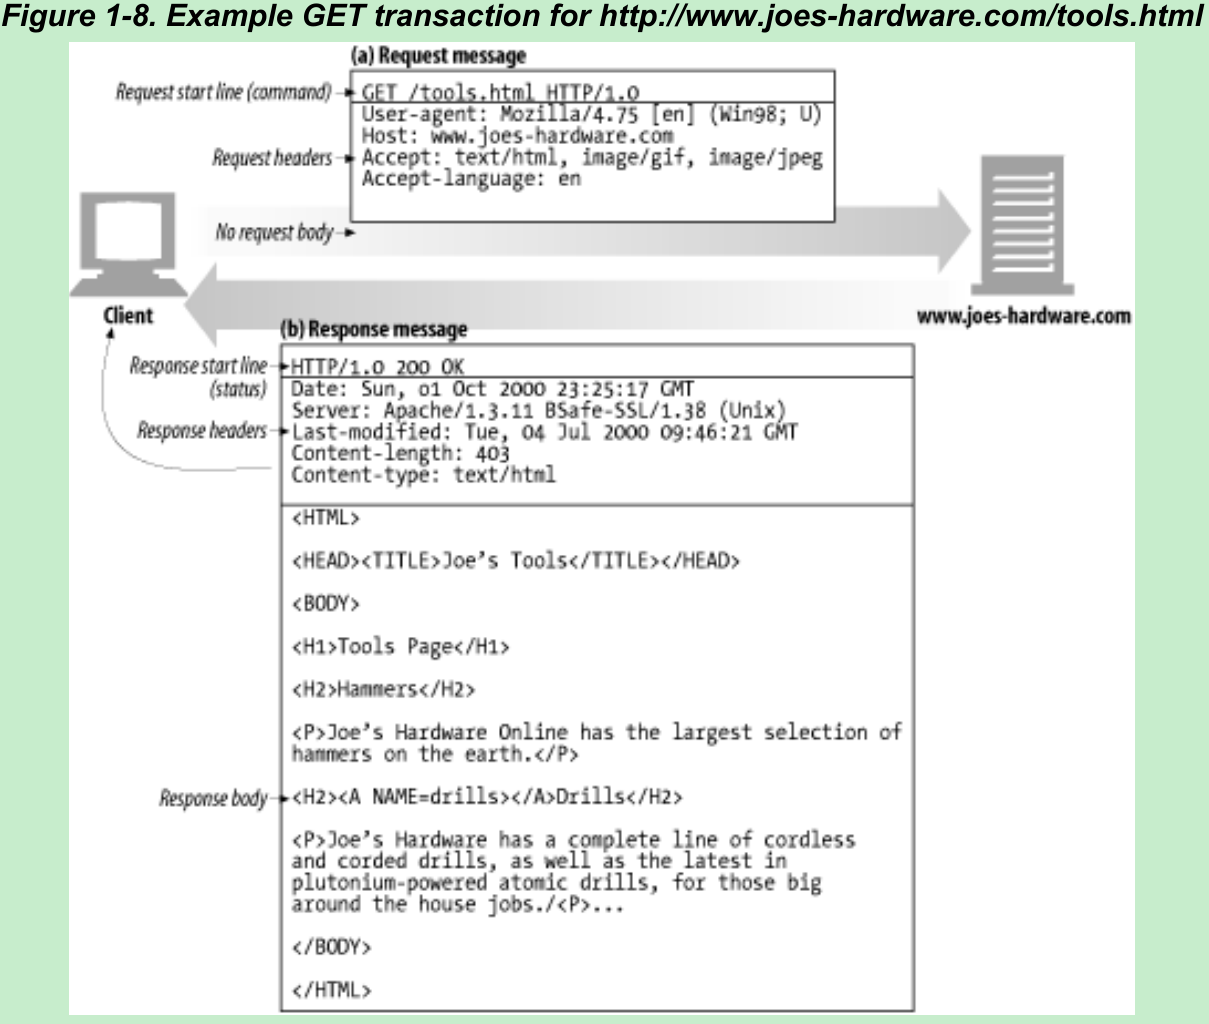 Figure 1-8. Example GET transaction for http://www.joes-hardware.com/tools.html
(a) Request message
Request start line (command)
GET /tools.html HTTP/1.0
User-agent: Mozilla/4.75 [en] (Win98; U)
Host: www.joes-hardware.com
Request headers
Accept: text/html, image/gif, image/jpeg
Accept-language: en
No request body
Client
www.joes-hardware.com
(b) Response message
Response start line
(status)
HTTP/1.0 200 OK
Date: Sun, 01 Oct 2000 23:25:17 GMT
Server: Apache/1.3.11 BSafe-SSL/1.38 (Unix)
Response headers
Last-modified: Tue, 04 Jul 2000 09:46:21 GMT
Content-length: 403
Content-type: text/html
<HTML>
<HEAD><TITLE>Joe's Tools</TITLE></HEAD>
<BODY>
<H1>Tools Page</H1>
<H2>Hammers</H2>
<P>Joe's Hardware Online has the largest selection of
hammers on the earth.</P>
Response body
<H2><A NAME=drills></A>Drills</H2>
<P>Joe's Hardware has a complete line of cordless
and corded drills, as well as the latest in
plutonium-powered atomic drills, for those big
around the house jobs./<P>...
</BODY>
</HTML>